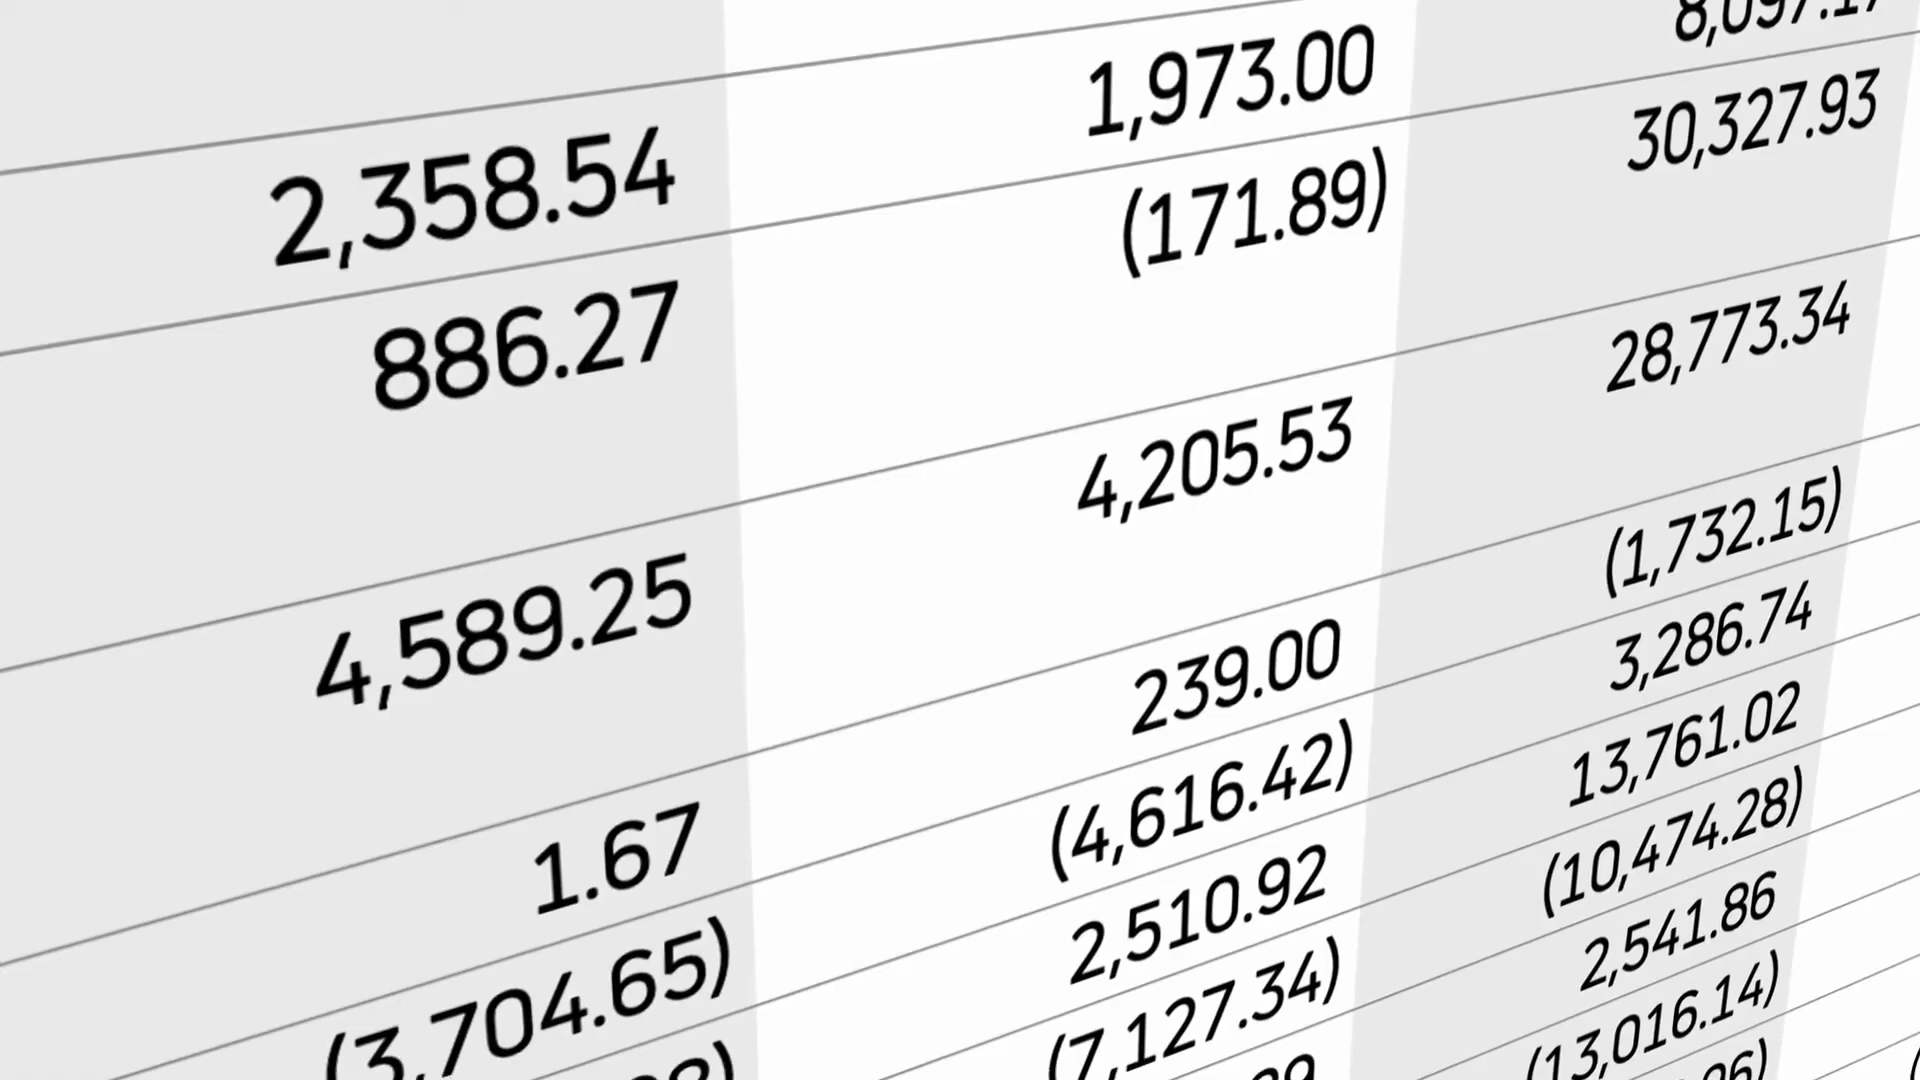 2,358.54 1,973.00
886.27 (171.89) 30,327.93
4,589.25 4,205.53 28,773.34
1.67 239.00 (1,732.15)
(3,704.65) (4,616.42) 3,286.74
2,510.92 13,761.02
(7,127.34) (10,474.28)
2,541.86
(13,016.14)